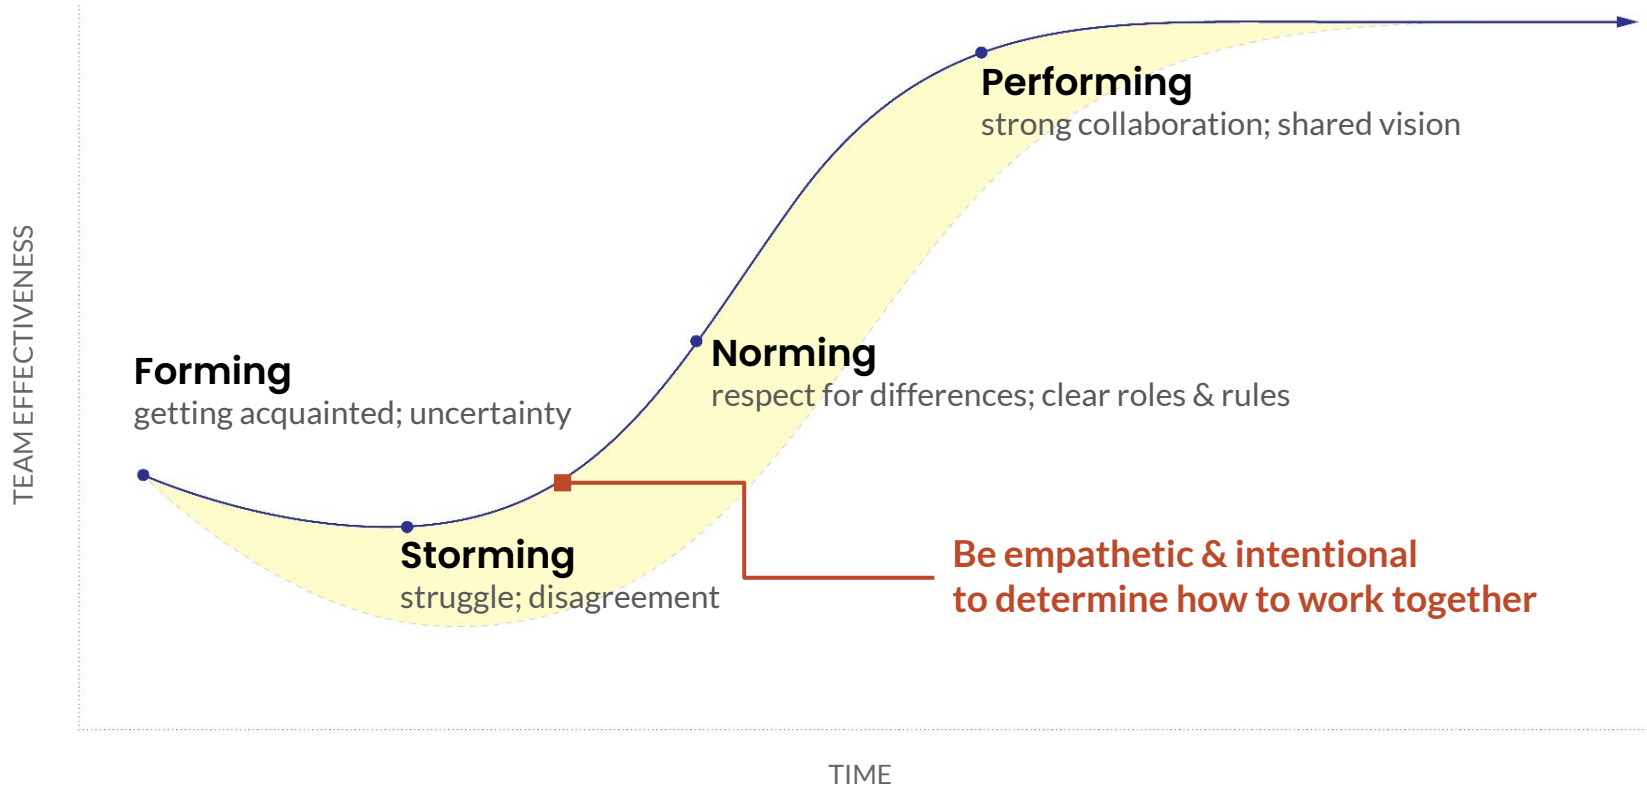 TEAM EFFECTIVENESS
Performing
strong collaboration; shared vision
Norming
respect for differences; clear roles & rules
Forming
getting acquainted; uncertainty
Storming
struggle; disagreement
Be empathetic & intentional
to determine how to work together
TIME